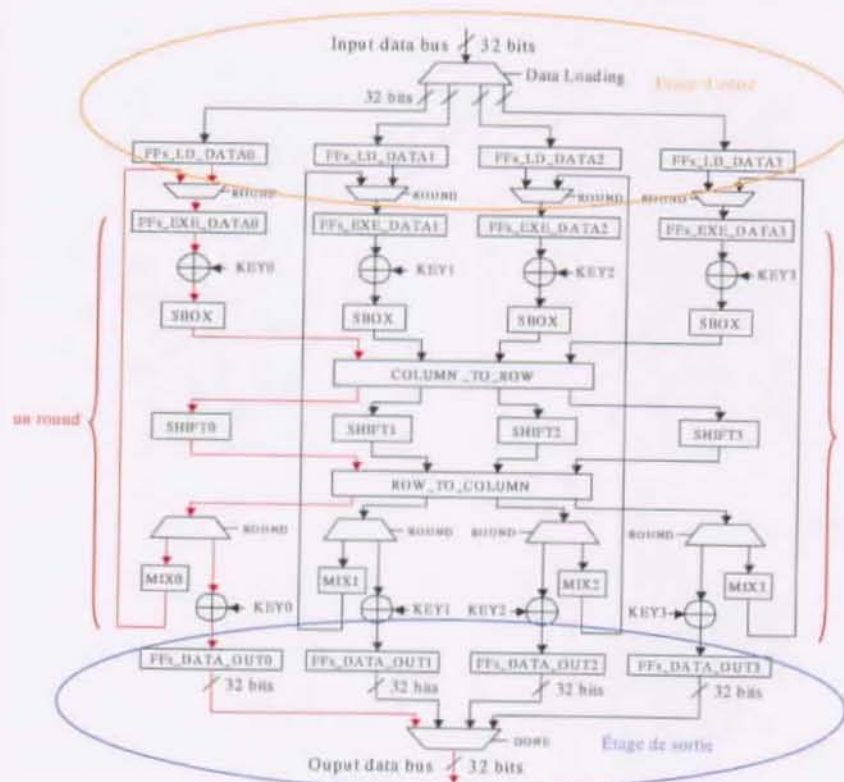 Input data bus 32 bits
Data Loading
32 bits
FFs_LD_DATA0 FFs_LD_DATA1 FFs_LD_DATA2 FFs_LD_DATA3
ROUND ROUND ROUND ROUND
FFs_EXE_DATA0 FFs_EXE_DATA1 FFs_EXE_DATA2 FFs_EXE_DATA3
KEY0 KEY1 KEY2 KEY3
SBOX SBOX SBOX SBOX
COLUMN_TO_ROW
un round
SHIFT0 SHIFT1 SHIFT2 SHIFT3
ROW_TO_COLUMN
ROUND ROUND ROUND ROUND
MIX0 MIX1 MIX2 MIX3
KEY0 KEY1 KEY2 KEY3
FFs_DATA_OUT0 FFs_DATA_OUT1 FFs_DATA_OUT2 FFs_DATA_OUT3
32 bits 32 bits 32 bits 32 bits
DONE
Étage de sortie
Ouput data bus 32 bits